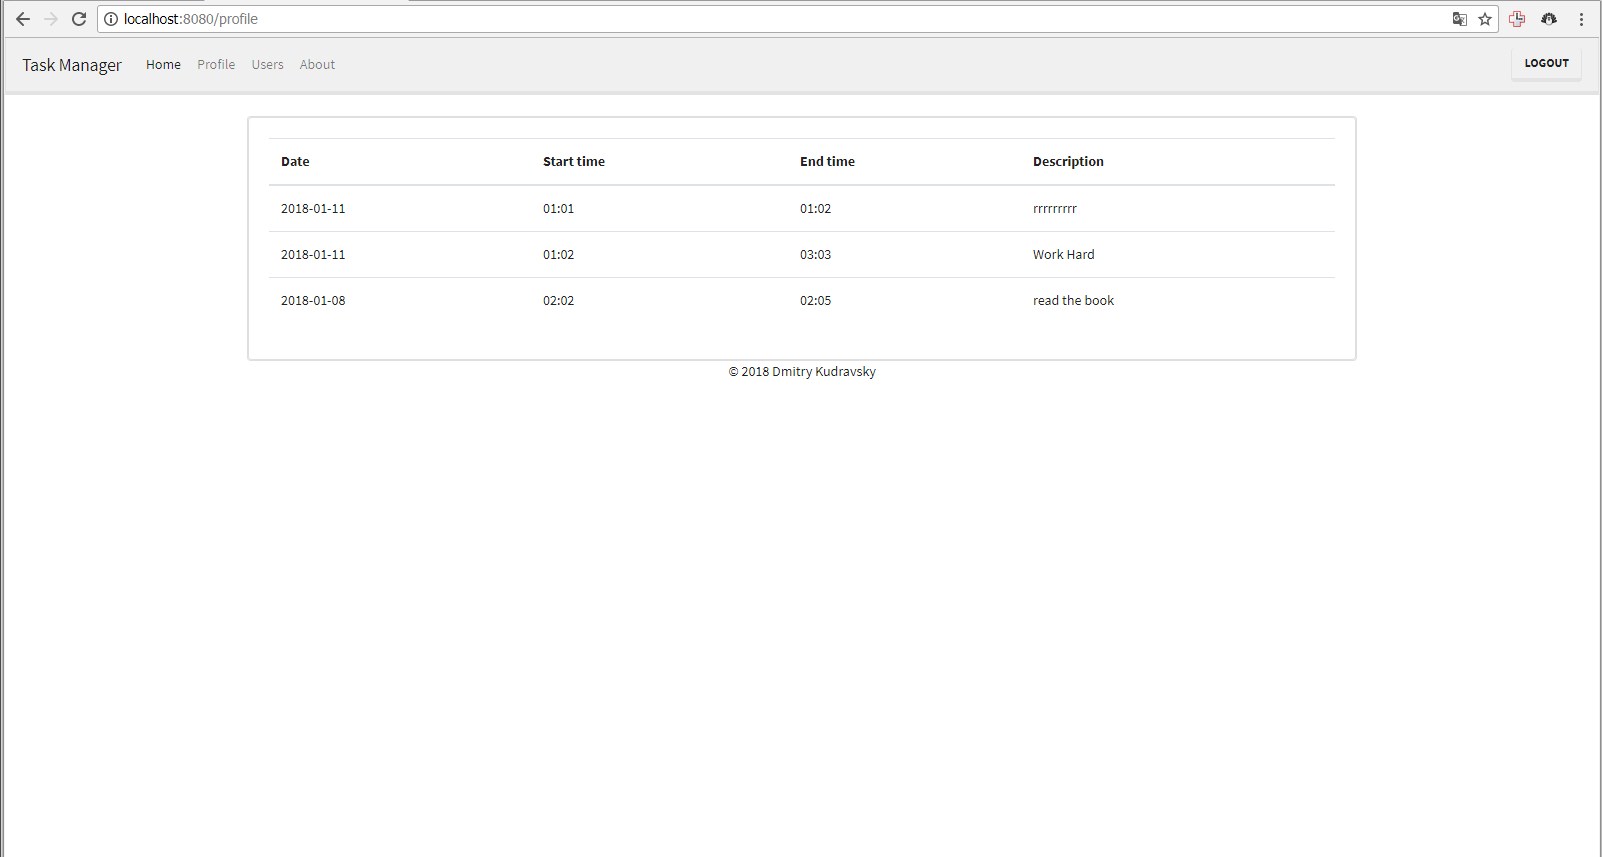 localhost:8080/profile
Task Manager Home Profile Users About LOGOUT
Date Start time End time Description
2018-01-11 01:01 01:02 rrrrrrrrr
2018-01-11 01:02 03:03 Work Hard
2018-01-08 02:02 02:05 read the book
© 2018 Dmitry Kudravsky